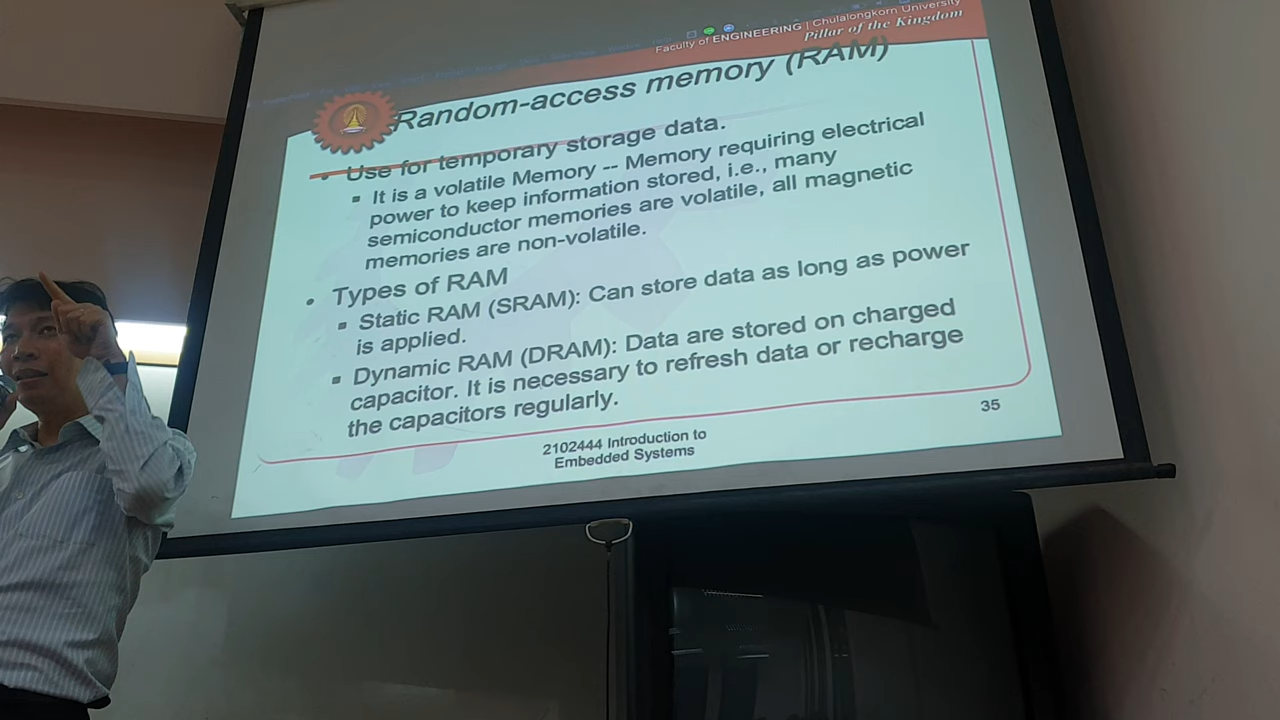 Faculty of ENGINEERING | Chulalongkorn University
Pillar of the Kingdom
Random-access memory (RAM)
• Use for temporary storage data.
▪ It is a volatile Memory -- Memory requiring electrical
power to keep information stored, i.e., many
semiconductor memories are volatile, all magnetic
memories are non-volatile.
• Types of RAM
▪ Static RAM (SRAM): Can store data as long as power
is applied.
▪ Dynamic RAM (DRAM): Data are stored on charged
capacitor. It is necessary to refresh data or recharge
the capacitors regularly.
2102444 Introduction to
Embedded Systems
35